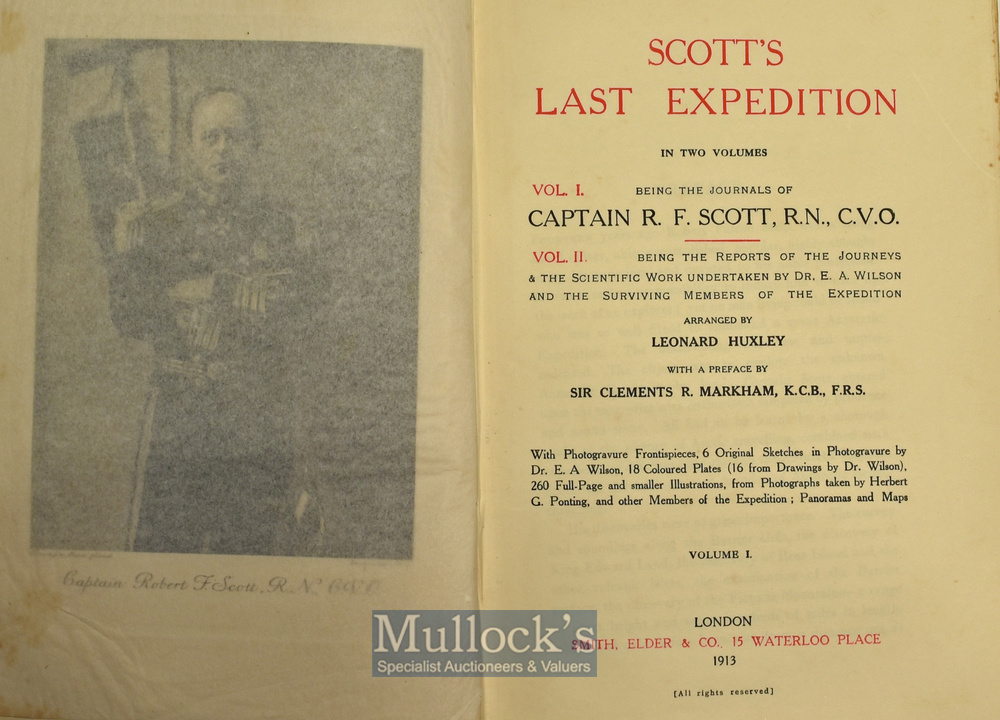 Captain Robert F. Scott, R.N. C.V.O.
SCOTT'S
LAST EXPEDITION
IN TWO VOLUMES
VOL. I. BEING THE JOURNALS OF
CAPTAIN R. F. SCOTT, R.N., C.V.O.
VOL. II. BEING THE REPORTS OF THE JOURNEYS
& THE SCIENTIFIC WORK UNDERTAKEN BY DR. E. A. WILSON
AND THE SURVIVING MEMBERS OF THE EXPEDITION
ARRANGED BY
LEONARD HUXLEY
WITH A PREFACE BY
SIR CLEMENTS R. MARKHAM, K.C.B., F.R.S.
With Photogravure Frontispieces, 6 Original Sketches in Photogravure by
Dr. E. A Wilson, 18 Coloured Plates (16 from Drawings by Dr. Wilson),
260 Full-Page and smaller Illustrations, from Photographs taken by Herbert
G. Ponting, and other Members of the Expedition ; Panoramas and Maps
VOLUME I.
LONDON
SMITH, ELDER & CO., 15 WATERLOO PLACE
1913
[All rights reserved]
Mullock's
Specialist Auctioneers & Valuers